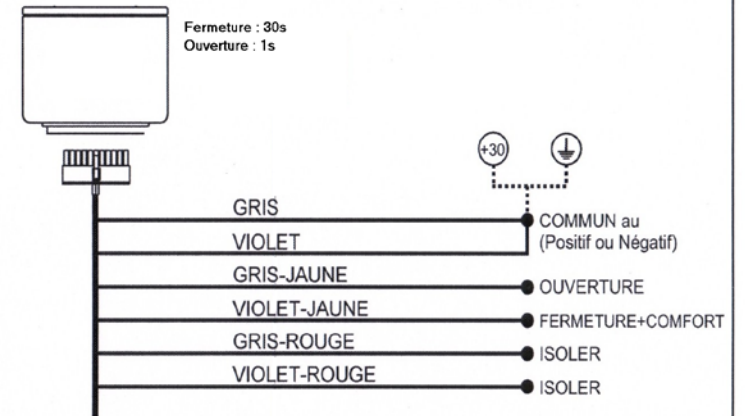 Fermeture : 30s
Ouverture : 1s
+30
GRIS
COMMUN au
(Positif ou Négatif)
VIOLET
GRIS-JAUNE
OUVERTURE
VIOLET-JAUNE
FERMETURE+COMFORT
GRIS-ROUGE
ISOLER
VIOLET-ROUGE
ISOLER